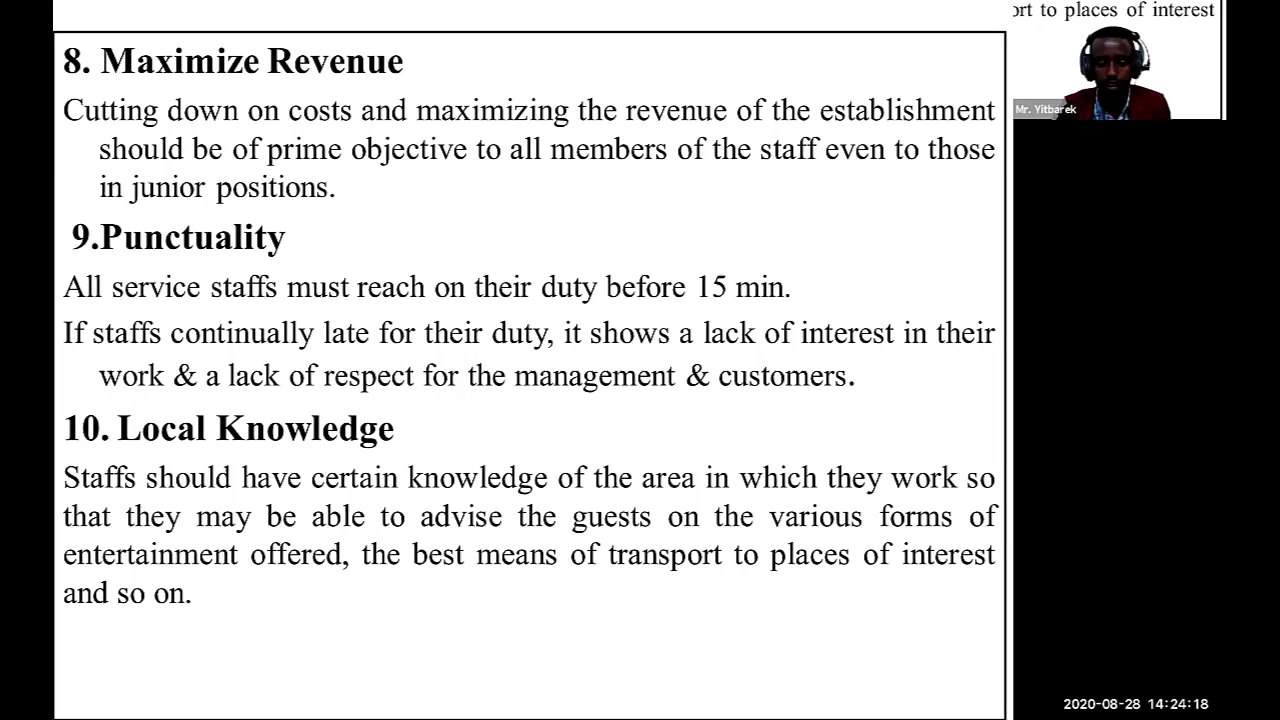 ort to places of interest
8. Maximize Revenue
Cutting down on costs and maximizing the revenue of the establishment
should be of prime objective to all members of the staff even to those
in junior positions.
9.Punctuality
All service staffs must reach on their duty before 15 min.
If staffs continually late for their duty, it shows a lack of interest in their
work & a lack of respect for the management & customers.
10. Local Knowledge
Staffs should have certain knowledge of the area in which they work so
that they may be able to advise the guests on the various forms of
entertainment offered, the best means of transport to places of interest
and so on.
Mr. Yitbarek
2020-08-28 14:24:18